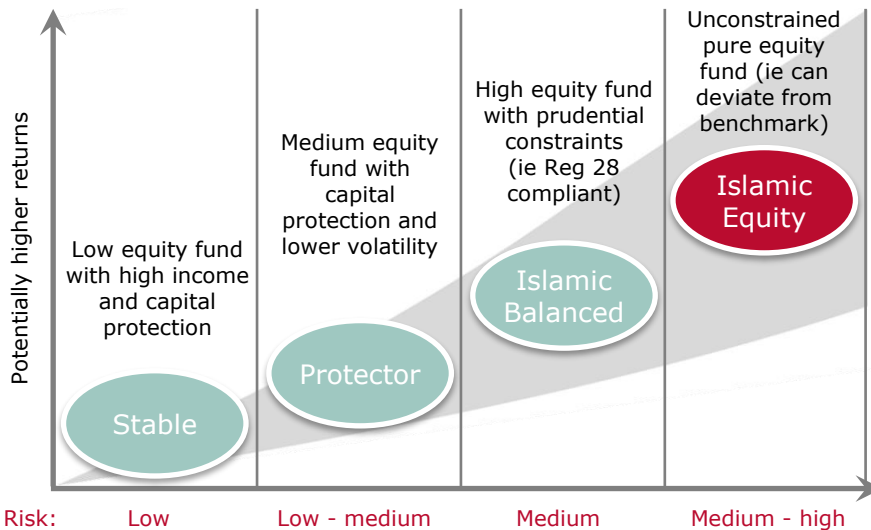 Potentially higher returns
Low equity fund
with high income
and capital
protection
Stable
Medium equity
fund with
capital
protection and
lower volatility
Protector
High equity fund
with prudential
constraints
(ie Reg 28
compliant)
Islamic
Balanced
Unconstrained
pure equity
fund (ie can
deviate from
benchmark)
Islamic
Equity
Risk: Low Low - medium Medium Medium - high